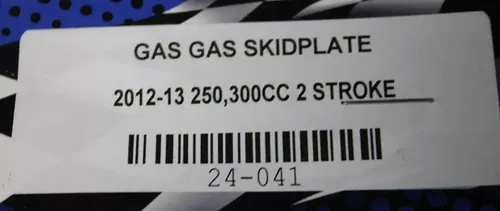 GAS GAS SKIDPLATE
2012-13 250,300CC 2 STROKE
24-041